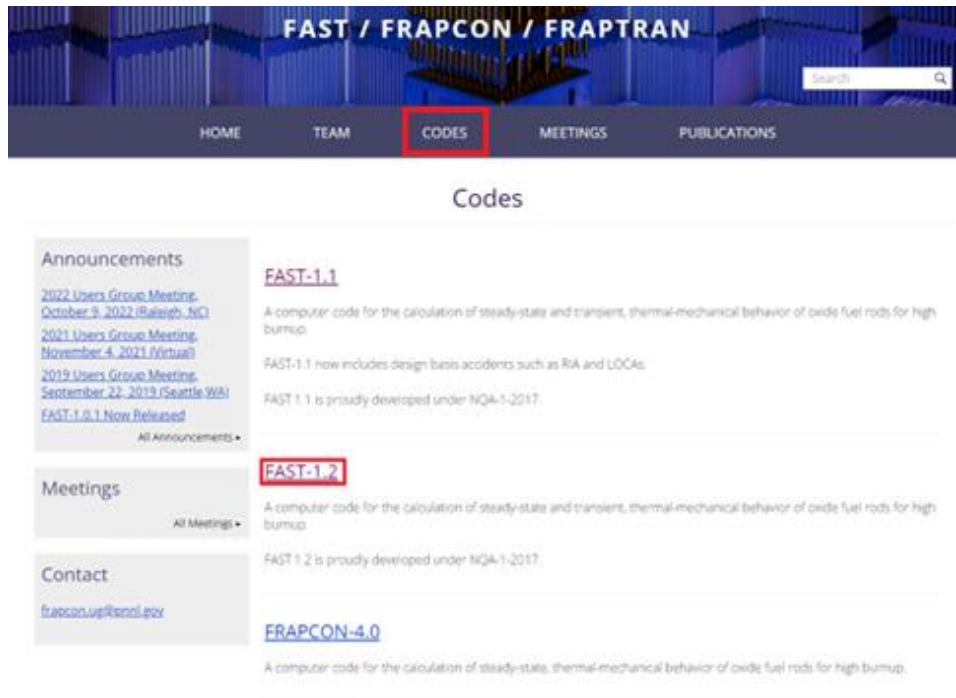 FAST / FRAPCON / FRAPTRAN
Search
HOME TEAM CODES MEETINGS PUBLICATIONS
Codes
Announcements
2022 Users Group Meeting,
October 9, 2022 (Raleigh, NC)
2021 Users Group Meeting,
November 4, 2021 (Virtual)
2019 Users Group Meeting,
September 22, 2019 (Seattle,WA)
FAST-1.0.1 Now Released
All Announcements ▸
Meetings
All Meetings ▸
Contact
frapcon.ug@pnnl.gov
FAST-1.1
A computer code for the calculation of steady-state and transient, thermal-mechanical behavior of oxide fuel rods for high
burnup.
FAST-1.1 now includes design basis accidents such as RIA and LOCAs.
FAST 1.1 is proudly developed under NQA-1-2017.
FAST-1.2
A computer code for the calculation of steady-state and transient, thermal-mechanical behavior of oxide fuel rods for high
burnup.
FAST 1.2 is proudly developed under NQA-1-2017.
FRAPCON-4.0
A computer code for the calculation of steady-state, thermal-mechanical behavior of oxide fuel rods for high burnup.